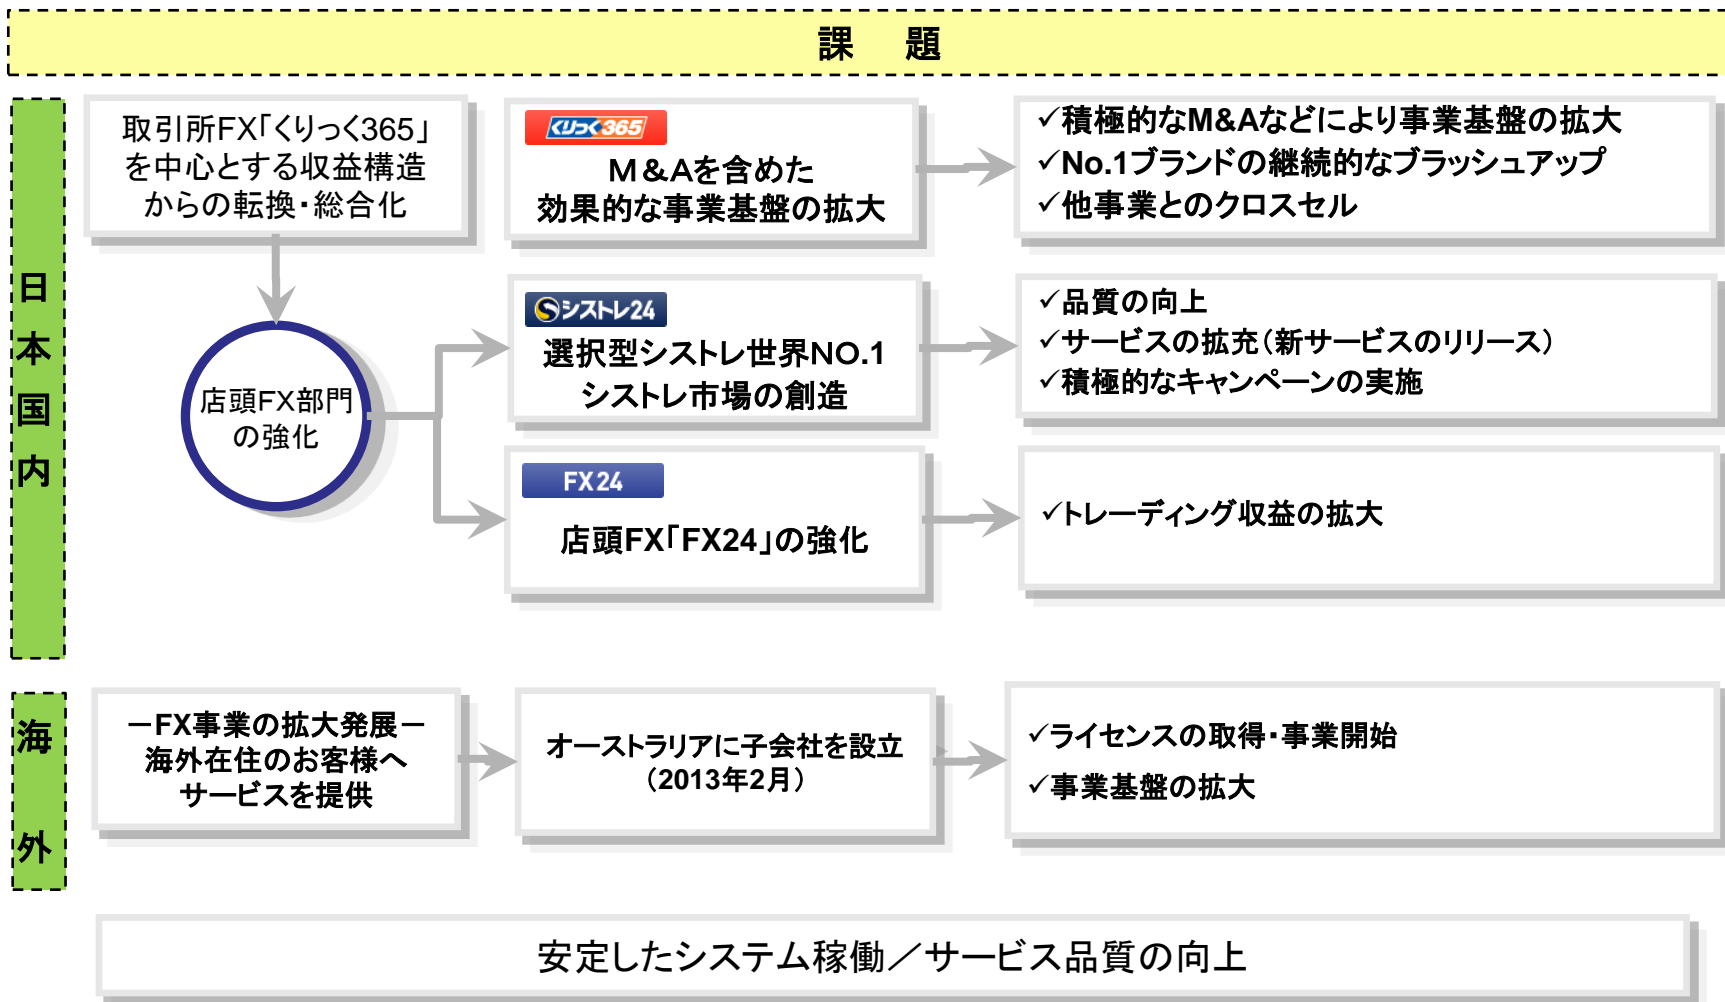 課　題
日本国内
取引所FX「くりっく365」
を中心とする収益構造
からの転換・総合化
店頭FX部門
の強化
くりっく365
M&Aを含めた
効果的な事業基盤の拡大
✓積極的なM&Aなどにより事業基盤の拡大
✓No.1ブランドの継続的なブラッシュアップ
✓他事業とのクロスセル
シストレ24
選択型シストレ世界NO.1
シストレ市場の創造
✓品質の向上
✓サービスの拡充（新サービスのリリース）
✓積極的なキャンペーンの実施
FX24
店頭FX「FX24」の強化
✓トレーディング収益の拡大
海外
－FX事業の拡大発展－
海外在住のお客様へ
サービスを提供
オーストラリアに子会社を設立
（2013年2月）
✓ライセンスの取得・事業開始
✓事業基盤の拡大
安定したシステム稼働／サービス品質の向上